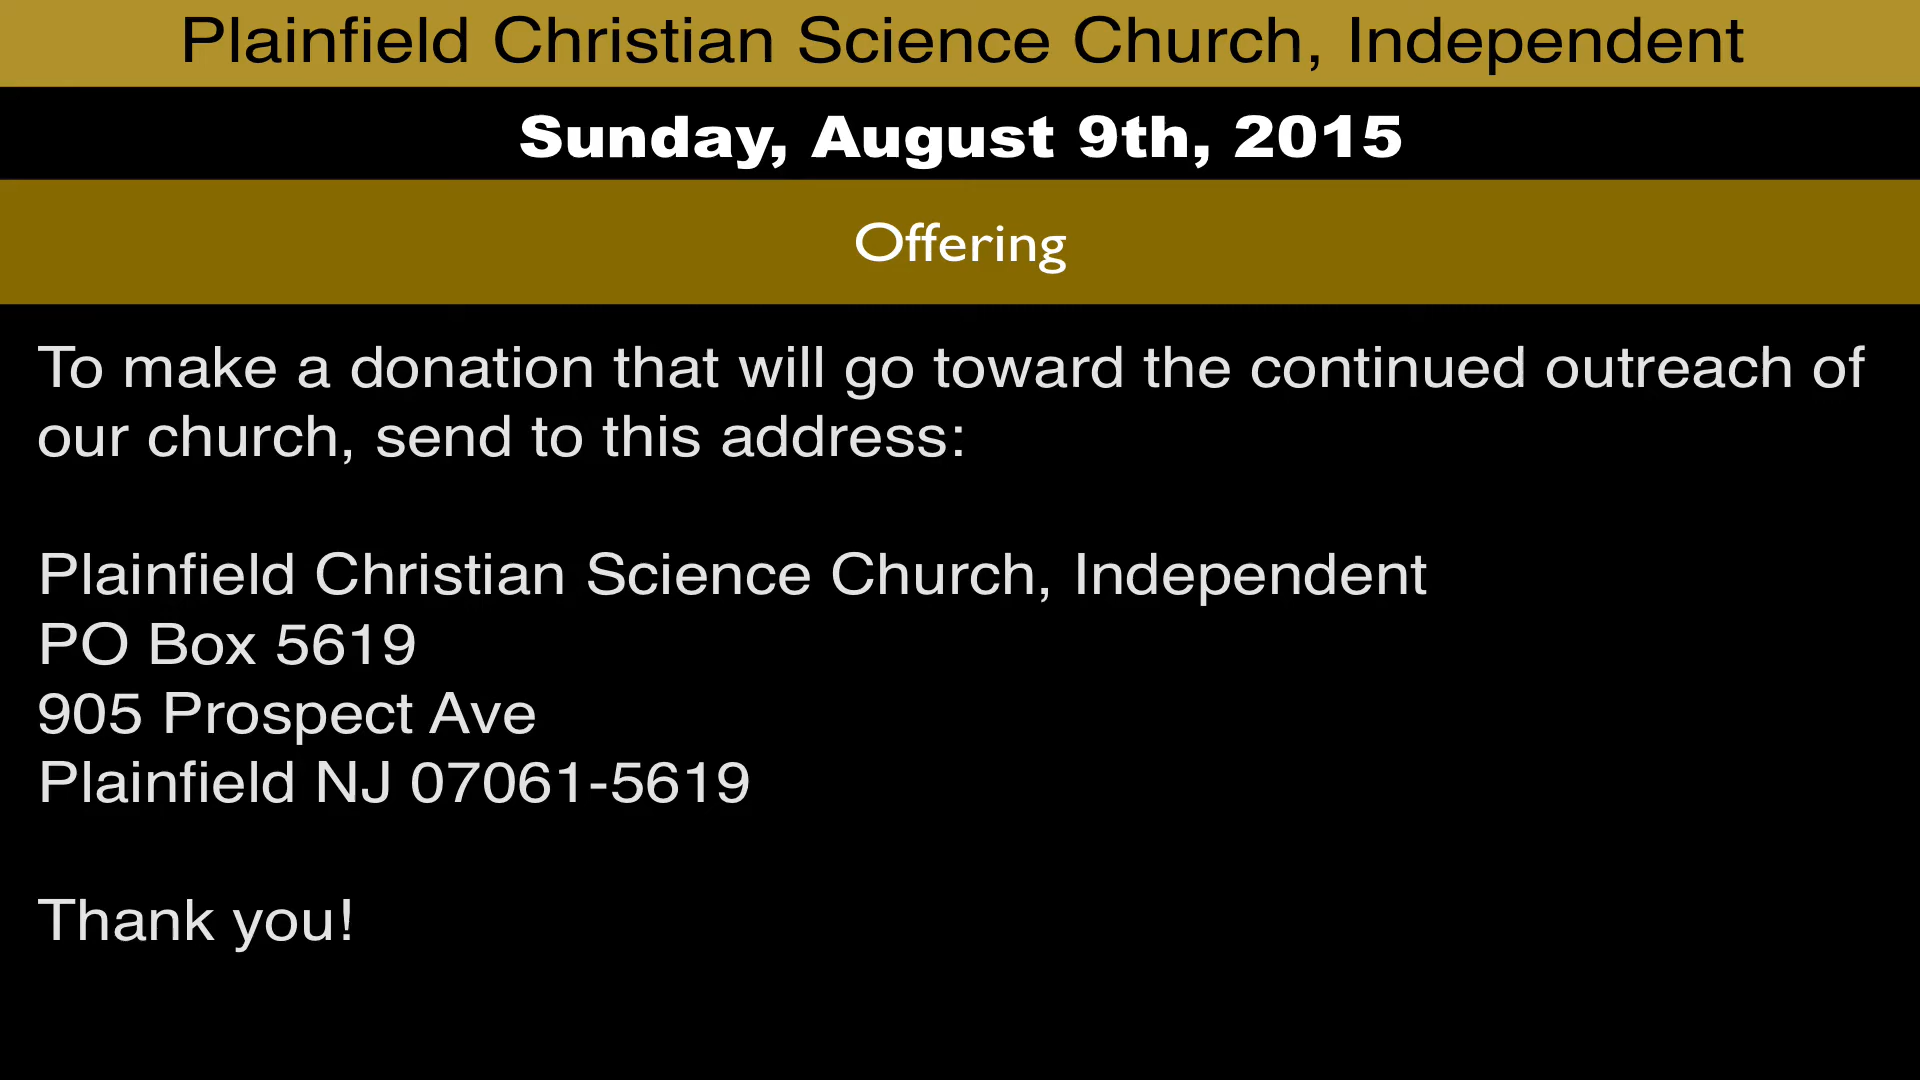 Plainfield Christian Science Church, Independent
Sunday, August 9th, 2015
Offering
To make a donation that will go toward the continued outreach of
our church, send to this address:
Plainfield Christian Science Church, Independent
PO Box 5619
905 Prospect Ave
Plainfield NJ 07061-5619
Thank you!